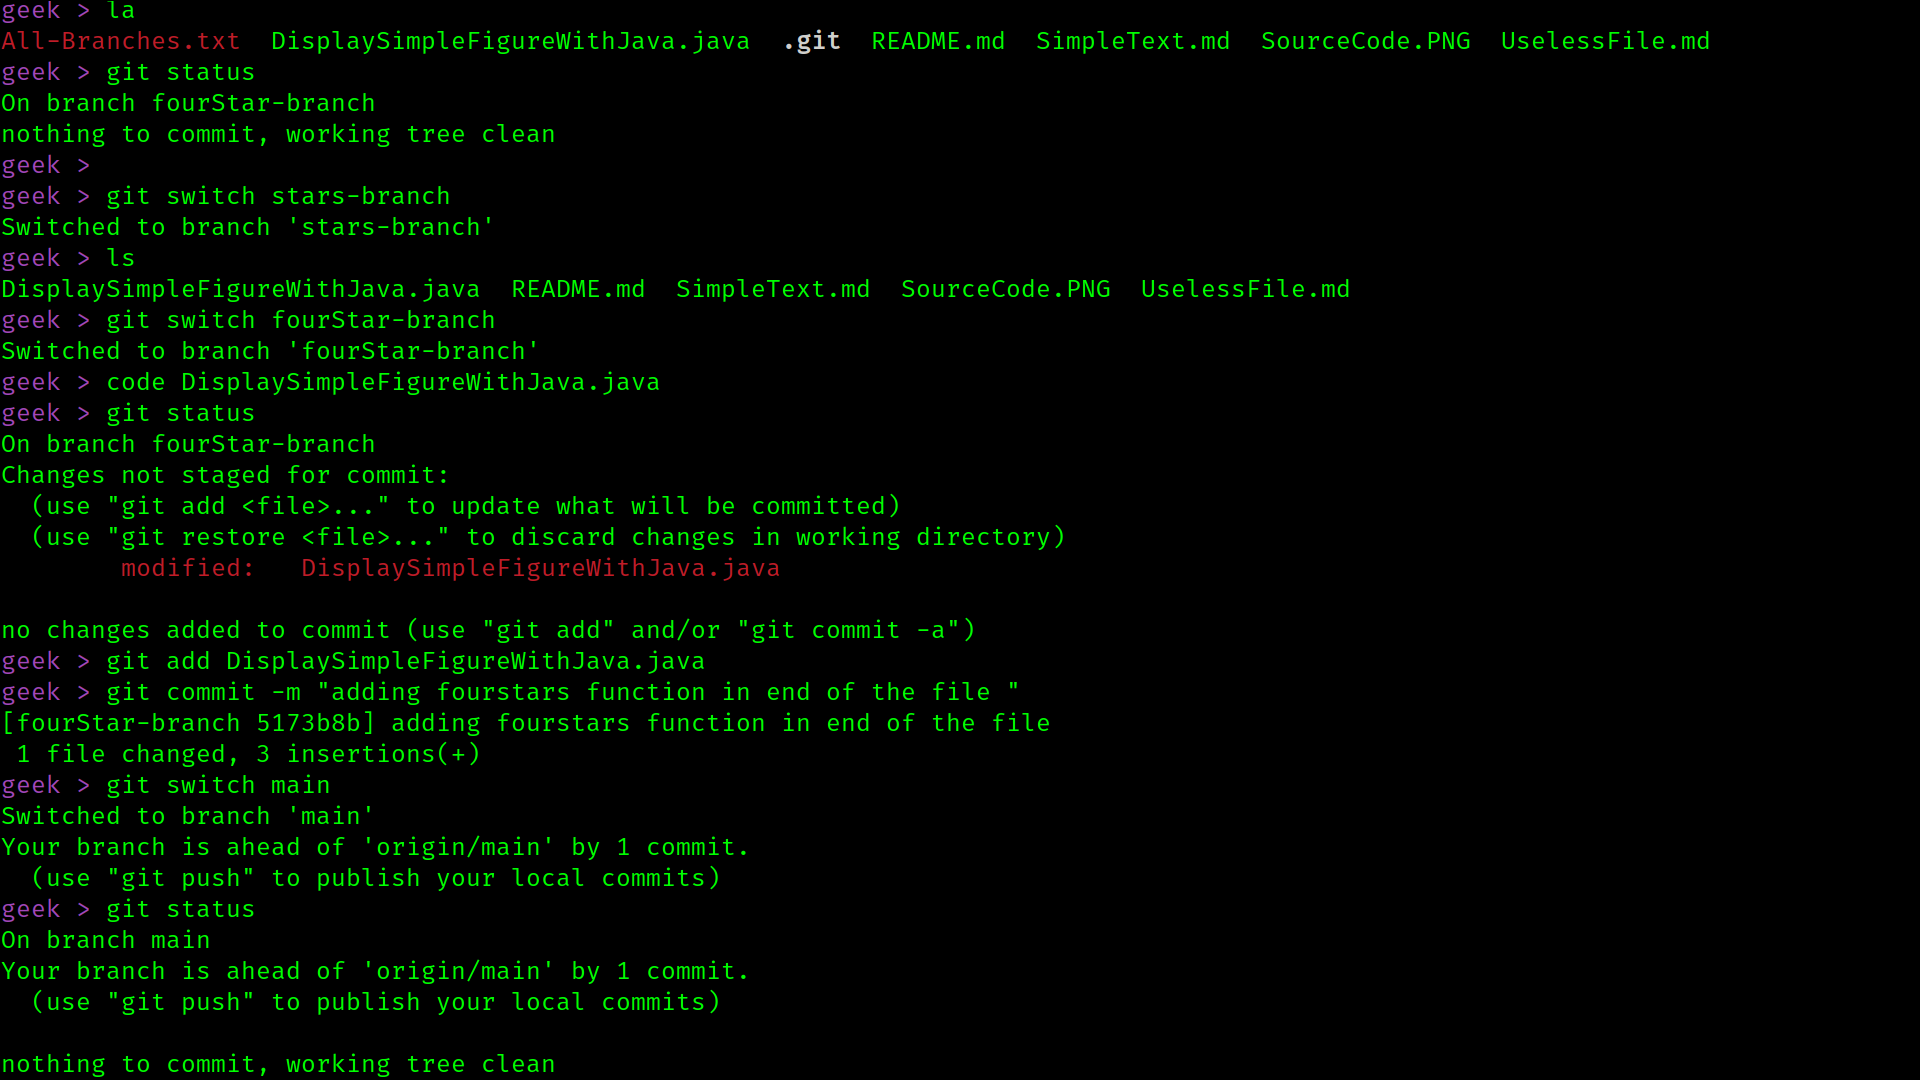 geek > la
All-Branches.txt  DisplaySimpleFigureWithJava.java  .git  README.md  SimpleText.md  SourceCode.PNG  UselessFile.md
geek > git status
On branch fourStar-branch
nothing to commit, working tree clean
geek >
geek > git switch stars-branch
Switched to branch 'stars-branch'
geek > ls
DisplaySimpleFigureWithJava.java  README.md  SimpleText.md  SourceCode.PNG  UselessFile.md
geek > git switch fourStar-branch
Switched to branch 'fourStar-branch'
geek > code DisplaySimpleFigureWithJava.java
geek > git status
On branch fourStar-branch
Changes not staged for commit:
  (use "git add <file>..." to update what will be committed)
  (use "git restore <file>..." to discard changes in working directory)
        modified:   DisplaySimpleFigureWithJava.java

no changes added to commit (use "git add" and/or "git commit -a")
geek > git add DisplaySimpleFigureWithJava.java
geek > git commit -m "adding fourstars function in end of the file "
[fourStar-branch 5173b8b] adding fourstars function in end of the file
 1 file changed, 3 insertions(+)
geek > git switch main
Switched to branch 'main'
Your branch is ahead of 'origin/main' by 1 commit.
  (use "git push" to publish your local commits)
geek > git status
On branch main
Your branch is ahead of 'origin/main' by 1 commit.
  (use "git push" to publish your local commits)

nothing to commit, working tree clean